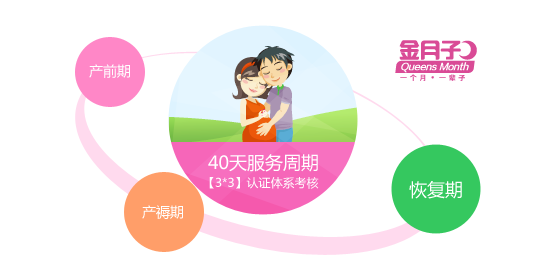 产前期
金月子
Queens Month
一个月·一辈子
40天服务周期
【3*3】认证体系考核
产褥期
恢复期